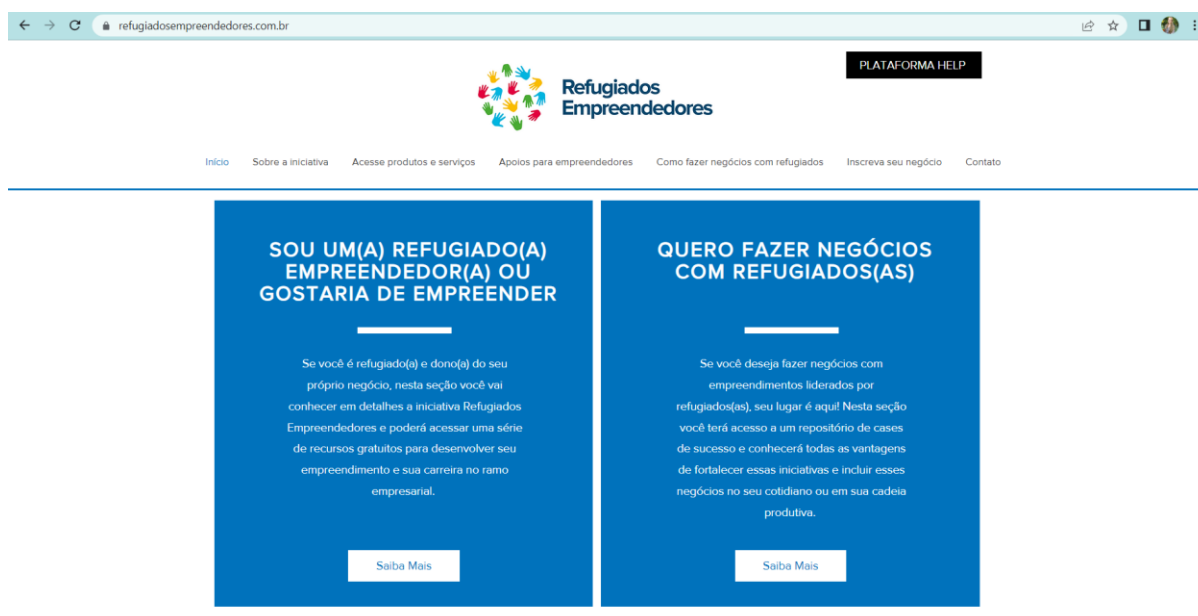 refugiadosempreendedores.com.br
PLATAFORMA HELP
Refugiados
Empreendedores
Início Sobre a iniciativa Acesse produtos e serviços Apoios para empreendedores Como fazer negócios com refugiados Inscreva seu negócio Contato
SOU UM(A) REFUGIADO(A)
EMPREENDEDOR(A) OU
GOSTARIA DE EMPREENDER
Se você é refugiado(a) e dono(a) do seu
próprio negócio, nesta seção você vai
conhecer em detalhes a iniciativa Refugiados
Empreendedores e poderá acessar uma série
de recursos gratuitos para desenvolver seu
empreendimento e sua carreira no ramo
empresarial.
Saiba Mais
QUERO FAZER NEGÓCIOS
COM REFUGIADOS(AS)
Se você deseja fazer negócios com
empreendimentos liderados por
refugiados(as), seu lugar é aqui! Nesta seção
você terá acesso a um repositório de cases
de sucesso e conhecerá todas as vantagens
de fortalecer essas iniciativas e incluir esses
negócios no seu cotidiano ou em sua cadeia
produtiva.
Saiba Mais